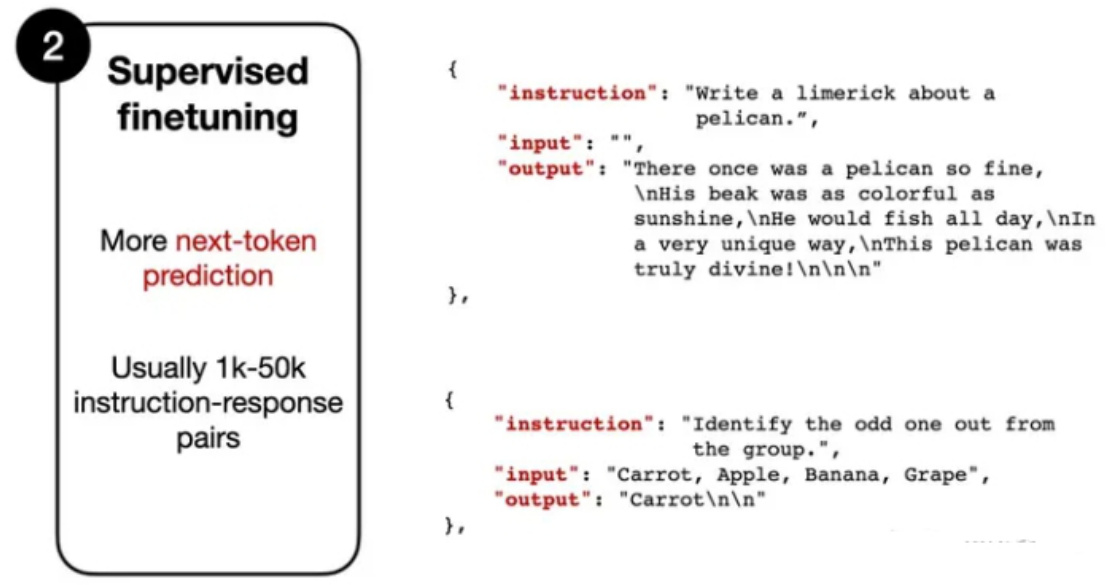 2
Supervised
finetuning
More next-token
prediction
Usually 1k-50k
instruction-response
pairs
{
"instruction": "Write a limerick about a
pelican.”,
"input": "",
"output": "There once was a pelican so fine,
\nHis beak was as colorful as
sunshine,\nHe would fish all day,\nIn
a very unique way,\nThis pelican was
truly divine!\n\n\n"
},
{
"instruction": "Identify the odd one out from
the group.",
"input": "Carrot, Apple, Banana, Grape",
"output": "Carrot\n\n"
},